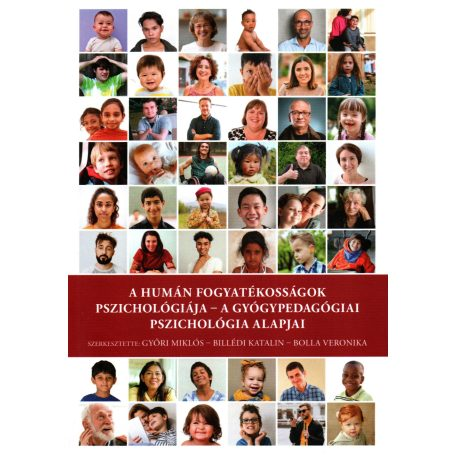 A HUMÁN FOGYATÉKOSSÁGOK
PSZICHOLÓGIÁJA – A GYÓGYPEDAGÓGIAI
PSZICHOLÓGIA ALAPJAI
SZERKESZTETTE: GYŐRI MIKLÓS – BILLÉDI KATALIN – BOLLA VERONIKA